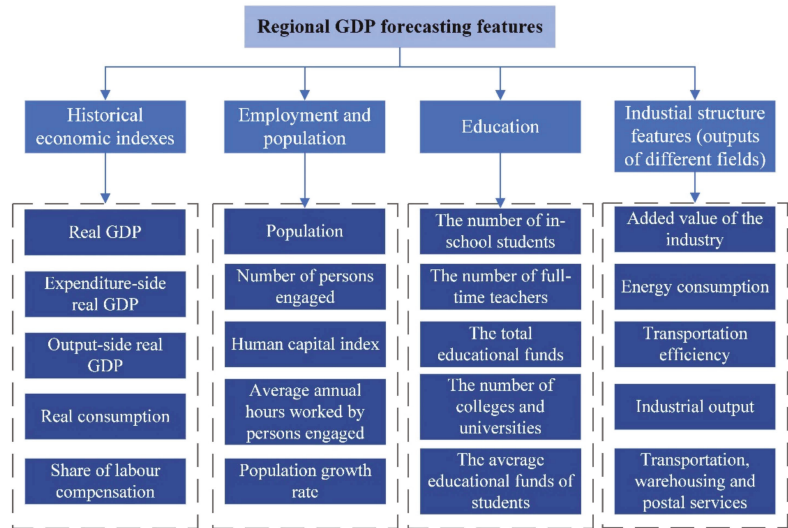 Regional GDP forecasting features
Historical
economic indexes
Employment and
population
Education
Industial structure
features (outputs
of different fields)
Real GDP
Expenditure-side
real GDP
Output-side real
GDP
Real consumption
Share of labour
compensation
Population
Number of persons
engaged
Human capital index
Average annual
hours worked by
persons engaged
Population growth
rate
The number of in-
school students
The number of full-
time teachers
The total
educational funds
The number of
colleges and
universities
The average
educational funds of
students
Added value of the
industry
Energy consumption
Transportation
efficiency
Industrial output
Transportation,
warehousing and
postal services